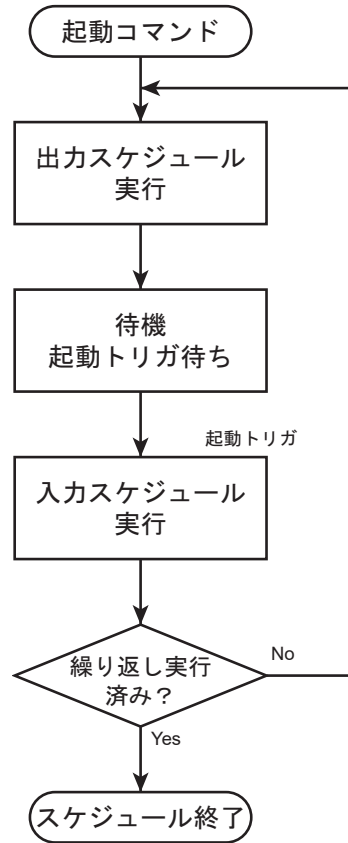 起動コマンド
出力スケジュール
実行
待機
起動トリガ待ち
起動トリガ
入力スケジュール
実行
繰り返し実行
済み？
No
Yes
スケジュール終了